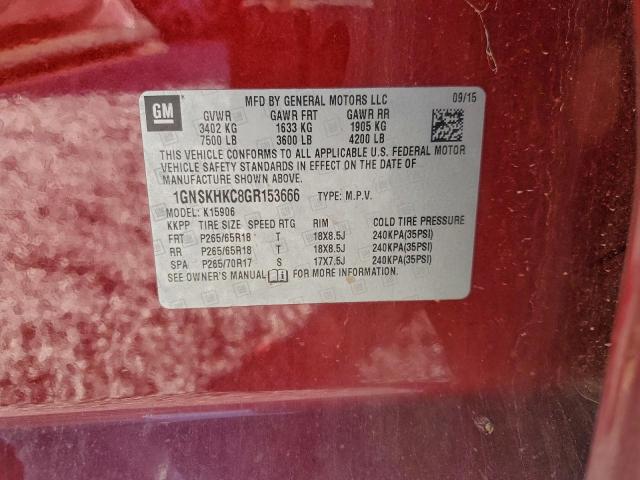 GM
MFD BY GENERAL MOTORS LLC 09/15
GVWR GAWR FRT GAWR RR
3402 KG 1633 KG 1905 KG
7500 LB 3600 LB 4200 LB
THIS VEHICLE CONFORMS TO ALL APPLICABLE U.S. FEDERAL MOTOR
VEHICLE SAFETY STANDARDS IN EFFECT ON THE DATE OF
MANUFACTURE SHOWN ABOVE.
1GNSKHKC8GR153666 TYPE: M.P.V.
MODEL: K15906
KKPP TIRE SIZE SPEED RTG RIM COLD TIRE PRESSURE
FRT P265/65R18 T 18X8.5J 240KPA(35PSI)
RR P265/65R18 T 18X8.5J 240KPA(35PSI)
SPA P265/70R17 S 17X7.5J 240KPA(35PSI)
SEE OWNER'S MANUAL FOR MORE INFORMATION.